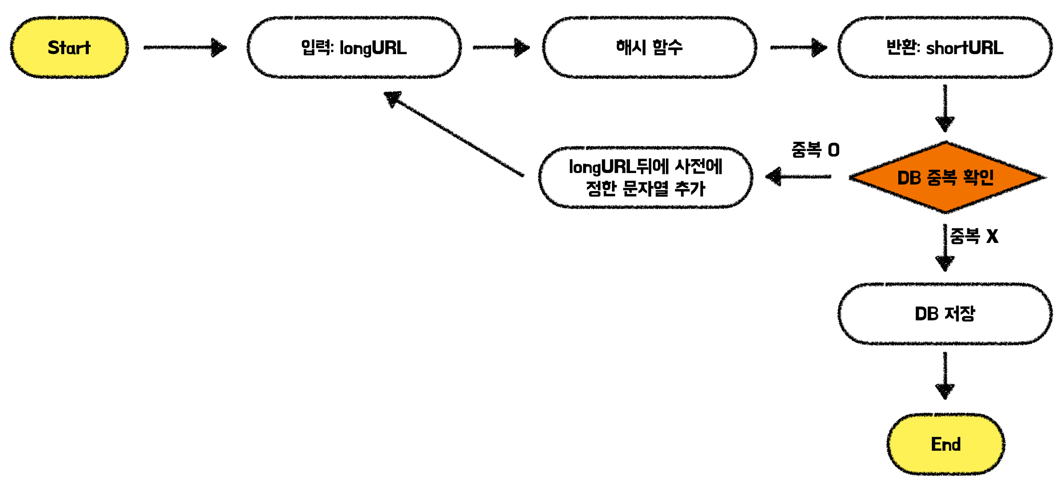 Start
입력: longURL
해시 함수
반환: shortURL
중복 O
longURL뒤에 사전에
정한 문자열 추가
DB 중복 확인
중복 X
DB 저장
End